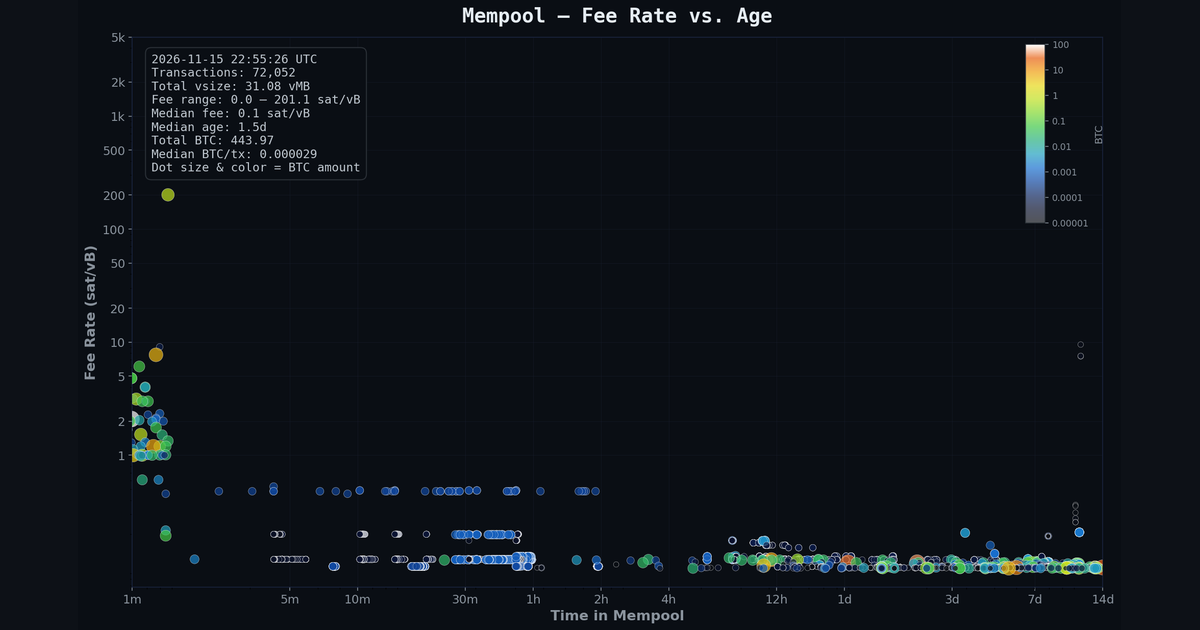 Mempool — Fee Rate vs. Age
2026-11-15 22:55:26 UTC
Transactions: 72,052
Total vsize: 31.08 vMB
Fee range: 0.0 – 201.1 sat/vB
Median fee: 0.1 sat/vB
Median age: 1.5d
Total BTC: 443.97
Median BTC/tx: 0.000029
Dot size & color = BTC amount
100
10
1
0.1
0.01
0.001
0.0001
0.00001
BTC
Fee Rate (sat/vB)
5k
2k
1k
500
200
100
50
20
10
5
2
1
1m 5m 10m 30m 1h 2h 4h 12h 1d 3d 7d 14d
Time in Mempool